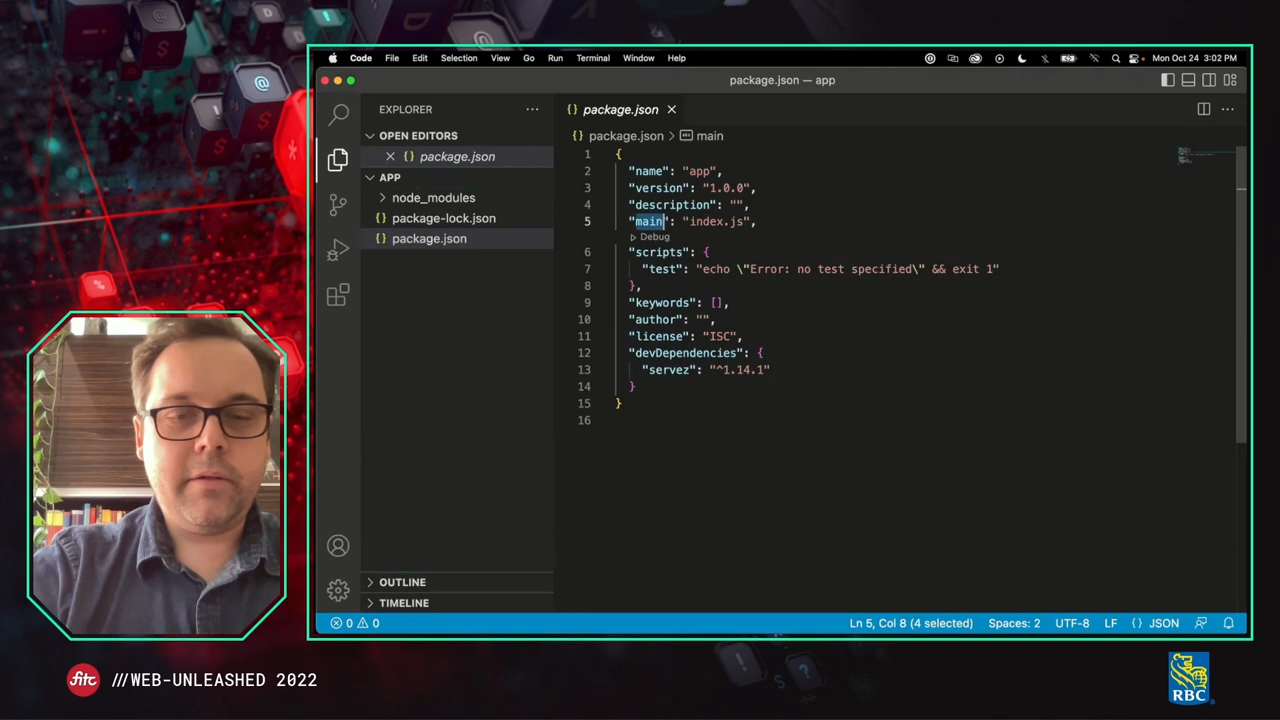 Code File Edit Selection View Go Run Terminal Window Help Mon Oct 24 3:02 PM
package.json — app
EXPLORER
OPEN EDITORS
{} package.json
APP
node_modules
{} package-lock.json
{} package.json
OUTLINE
TIMELINE
{} package.json
{} package.json > main
1 {
2 "name": "app",
3 "version": "1.0.0",
4 "description": "",
5 "main": "index.js",
Debug
6 "scripts": {
7 "test": "echo \"Error: no test specified\" && exit 1"
8 },
9 "keywords": [],
10 "author": "",
11 "license": "ISC",
12 "devDependencies": {
13 "servez": "^1.14.1"
14 }
15 }
16
0 0 Ln 5, Col 8 (4 selected) Spaces: 2 UTF-8 LF {} JSON
fitc ///WEB-UNLEASHED 2022
RBC